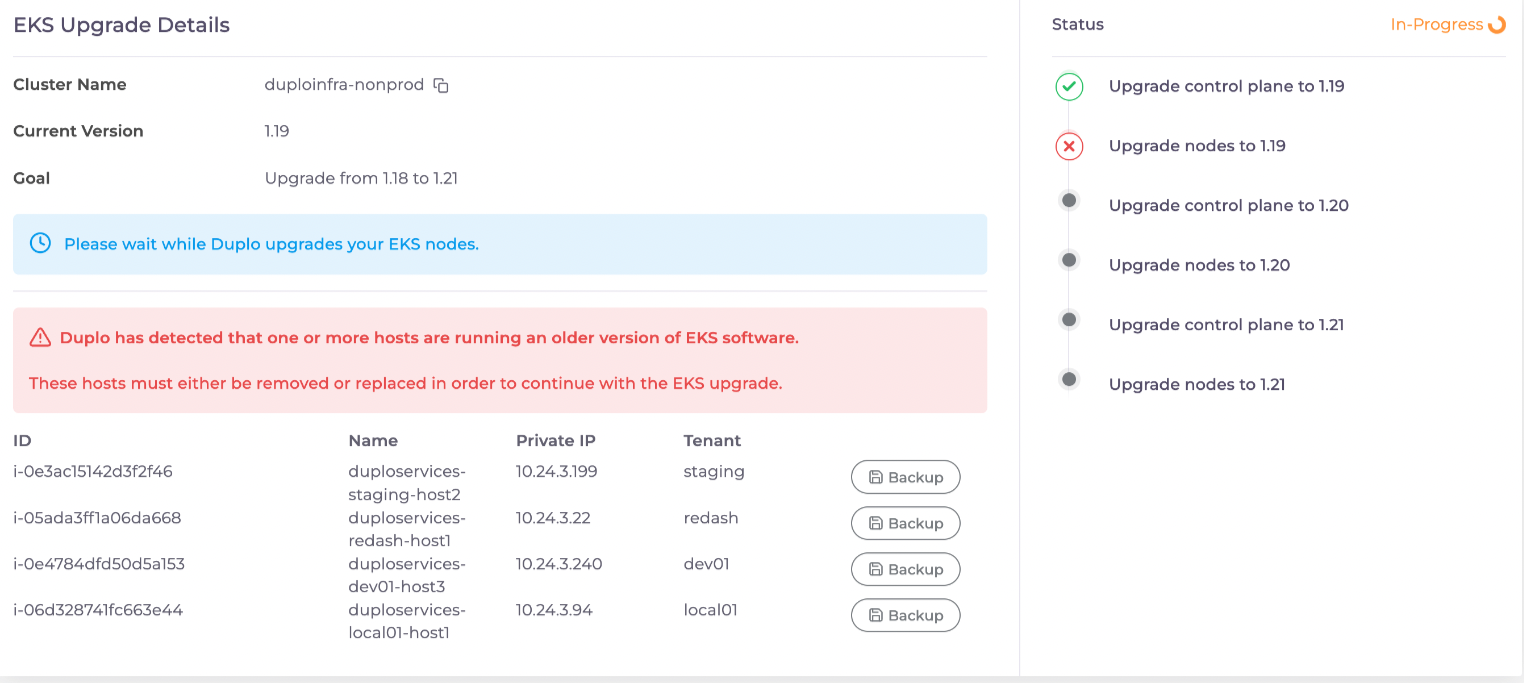 EKS Upgrade Details
Cluster Name duploinfra-nonprod
Current Version 1.19
Goal Upgrade from 1.18 to 1.21
Please wait while Duplo upgrades your EKS nodes.
Duplo has detected that one or more hosts are running an older version of EKS software.
These hosts must either be removed or replaced in order to continue with the EKS upgrade.
ID Name Private IP Tenant
i-0e3ac15142d3f2f46 duploservices- 10.24.3.199 staging Backup
staging-host2
i-05ada3ff1a06da668 duploservices- 10.24.3.22 redash Backup
redash-host1
i-0e4784dfd50d5a153 duploservices- 10.24.3.240 dev01 Backup
dev01-host3
i-06d328741fc663e44 duploservices- 10.24.3.94 local01 Backup
local01-host1
Status In-Progress
Upgrade control plane to 1.19
Upgrade nodes to 1.19
Upgrade control plane to 1.20
Upgrade nodes to 1.20
Upgrade control plane to 1.21
Upgrade nodes to 1.21